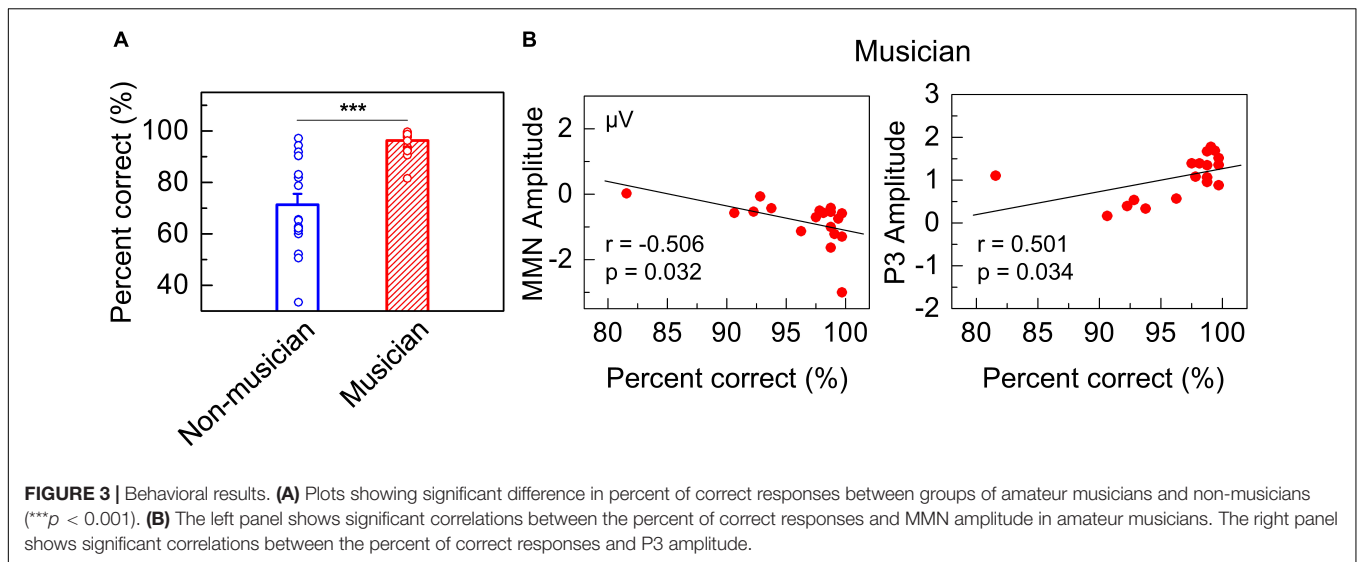 A
Percent correct (%)
100
80
60
40
***
Non-musician
Musician
B
Musician
MMN Amplitude
2
0
-2
µV
r = -0.506
p = 0.032
80 85 90 95 100
Percent correct (%)
P3 Amplitude
3
2
1
0
-1
-2
r = 0.501
p = 0.034
80 85 90 95 100
Percent correct (%)
FIGURE 3 | Behavioral results. (A) Plots showing significant difference in percent of correct responses between groups of amateur musicians and non-musicians
(***p < 0.001). (B) The left panel shows significant correlations between the percent of correct responses and MMN amplitude in amateur musicians. The right panel
shows significant correlations between the percent of correct responses and P3 amplitude.